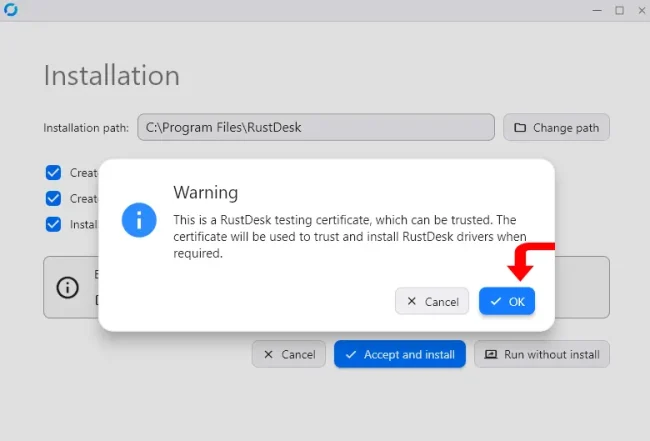 Installation
Installation path: C:\Program Files\RustDesk Change path
Creat
Creat
Instal
Warning
This is a RustDesk testing certificate, which can be trusted. The
certificate will be used to trust and install RustDesk drivers when
required.
Cancel OK
Cancel Accept and install Run without install